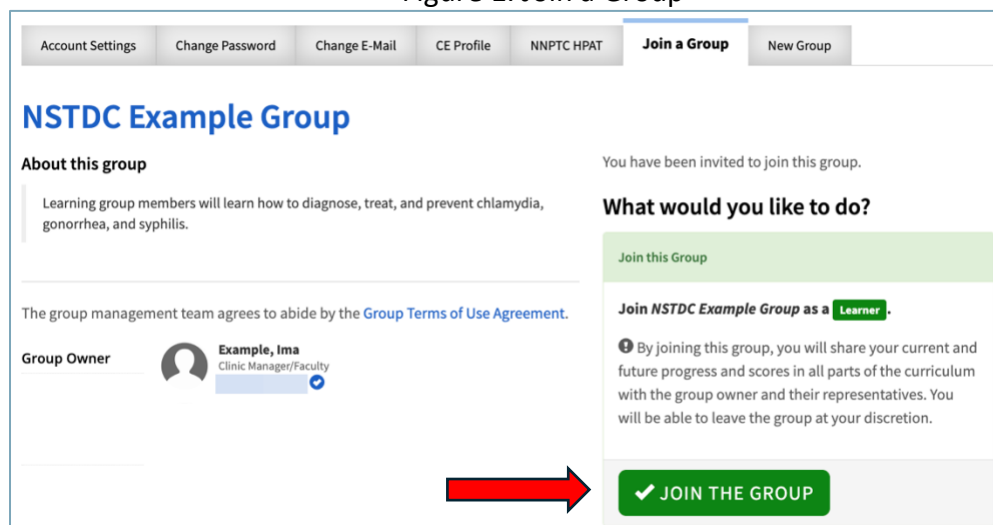 Account Settings
Change Password
Change E-Mail
CE Profile
NNPTC HPAT
Join a Group
New Group
NSTDC Example Group
About this group
Learning group members will learn how to diagnose, treat, and prevent chlamydia,
gonorrhea, and syphilis.
The group management team agrees to abide by the Group Terms of Use Agreement.
Group Owner
Example, Ima
Clinic Manager/Faculty
You have been invited to join this group.
What would you like to do?
Join this Group
Join NSTDC Example Group as a Learner.
By joining this group, you will share your current and
future progress and scores in all parts of the curriculum
with the group owner and their representatives. You
will be able to leave the group at your discretion.
JOIN THE GROUP